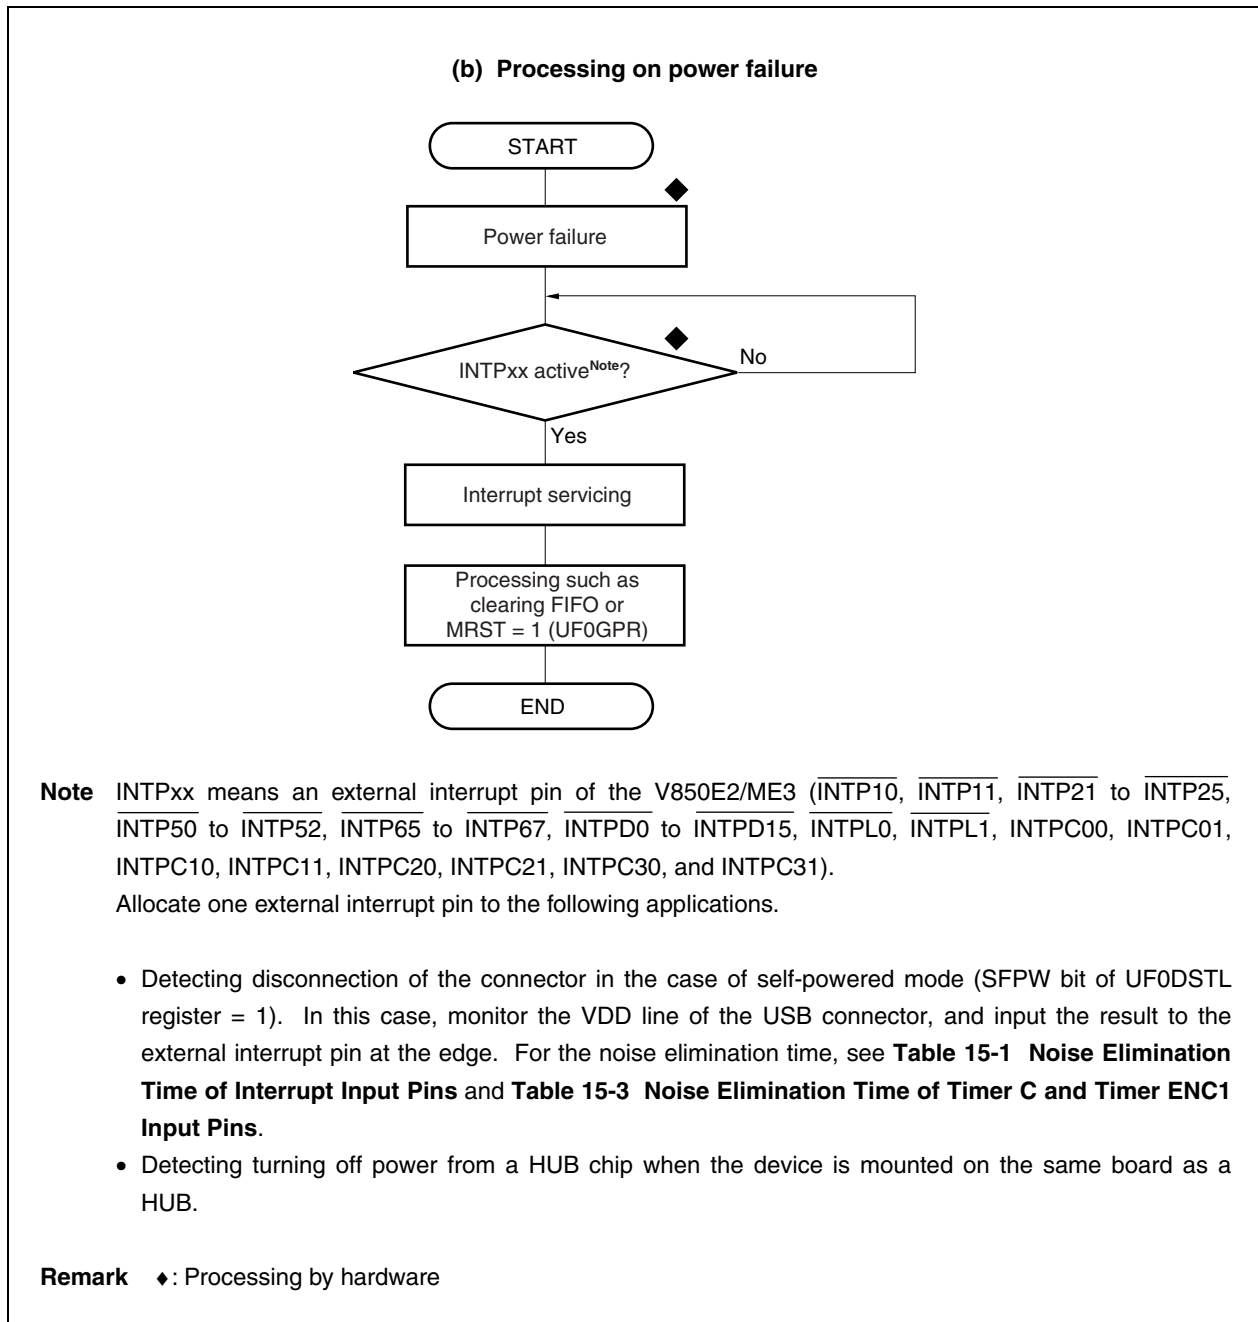 (b) Processing on power failure
START
Power failure
INTPxx active^Note?
No
Yes
Interrupt servicing
Processing such as
clearing FIFO or
MRST = 1 (UF0GPR)
END
Note INTPxx means an external interrupt pin of the V850E2/ME3 (INTP10, INTP11, INTP21 to INTP25,
INTP50 to INTP52, INTP65 to INTP67, INTPD0 to INTPD15, INTPL0, INTPL1, INTPC00, INTPC01,
INTPC10, INTPC11, INTPC20, INTPC21, INTPC30, and INTPC31).
Allocate one external interrupt pin to the following applications.
• Detecting disconnection of the connector in the case of self-powered mode (SFPW bit of UF0DSTL
register = 1). In this case, monitor the VDD line of the USB connector, and input the result to the
external interrupt pin at the edge. For the noise elimination time, see Table 15-1 Noise Elimination
Time of Interrupt Input Pins and Table 15-3 Noise Elimination Time of Timer C and Timer ENC1
Input Pins.
• Detecting turning off power from a HUB chip when the device is mounted on the same board as a
HUB.
Remark ♦: Processing by hardware